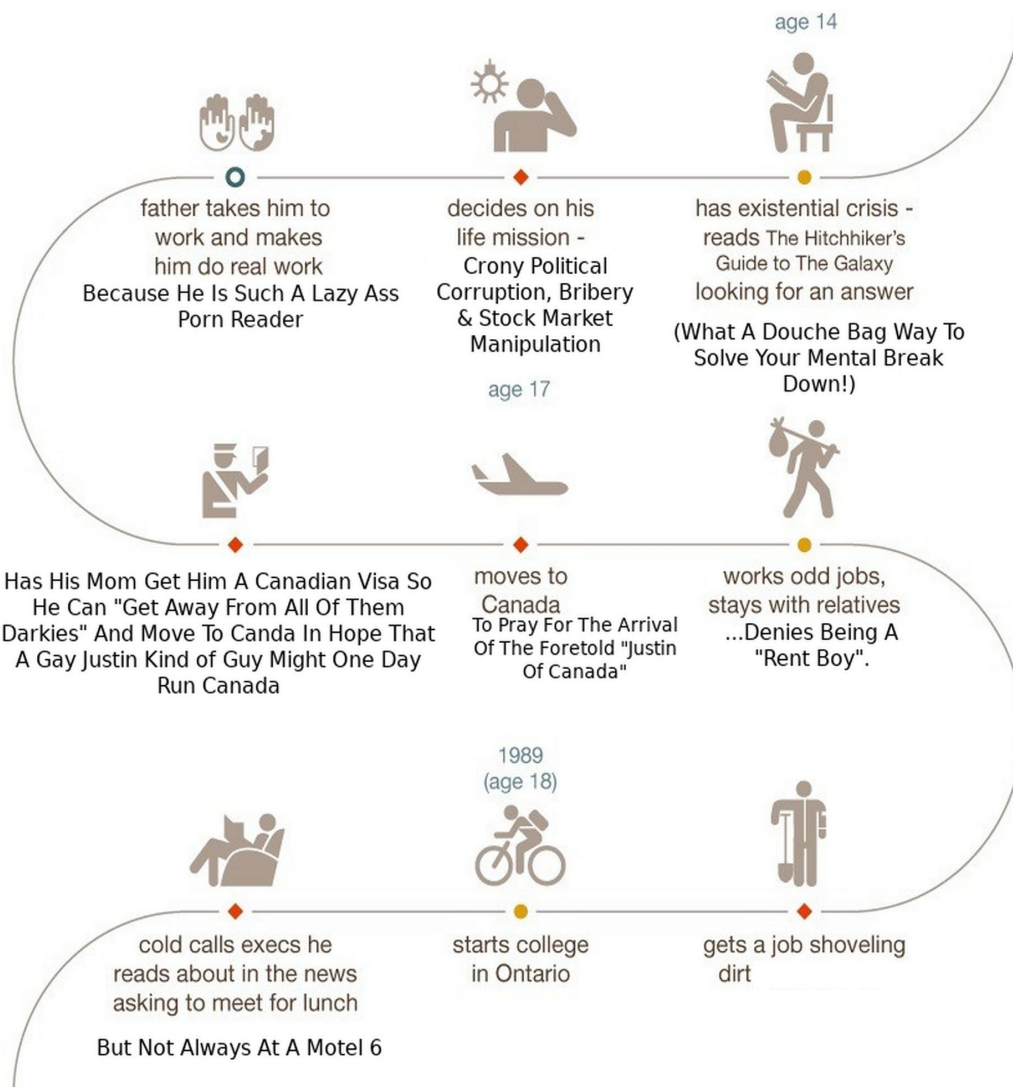 age 14
father takes him to
work and makes
him do real work
Because He Is Such A Lazy Ass
Porn Reader
decides on his
life mission -
Crony Political
Corruption, Bribery
& Stock Market
Manipulation
has existential crisis -
reads The Hitchhiker's
Guide to The Galaxy
looking for an answer
(What A Douche Bag Way To
Solve Your Mental Break
Down!)
age 17
Has His Mom Get Him A Canadian Visa So
He Can "Get Away From All Of Them
Darkies" And Move To Canda In Hope That
A Gay Justin Kind of Guy Might One Day
Run Canada
moves to
Canada
To Pray For The Arrival
Of The Foretold "Justin
Of Canada"
works odd jobs,
stays with relatives
...Denies Being A
"Rent Boy".
1989
(age 18)
cold calls execs he
reads about in the news
asking to meet for lunch
But Not Always At A Motel 6
starts college
in Ontario
gets a job shoveling
dirt